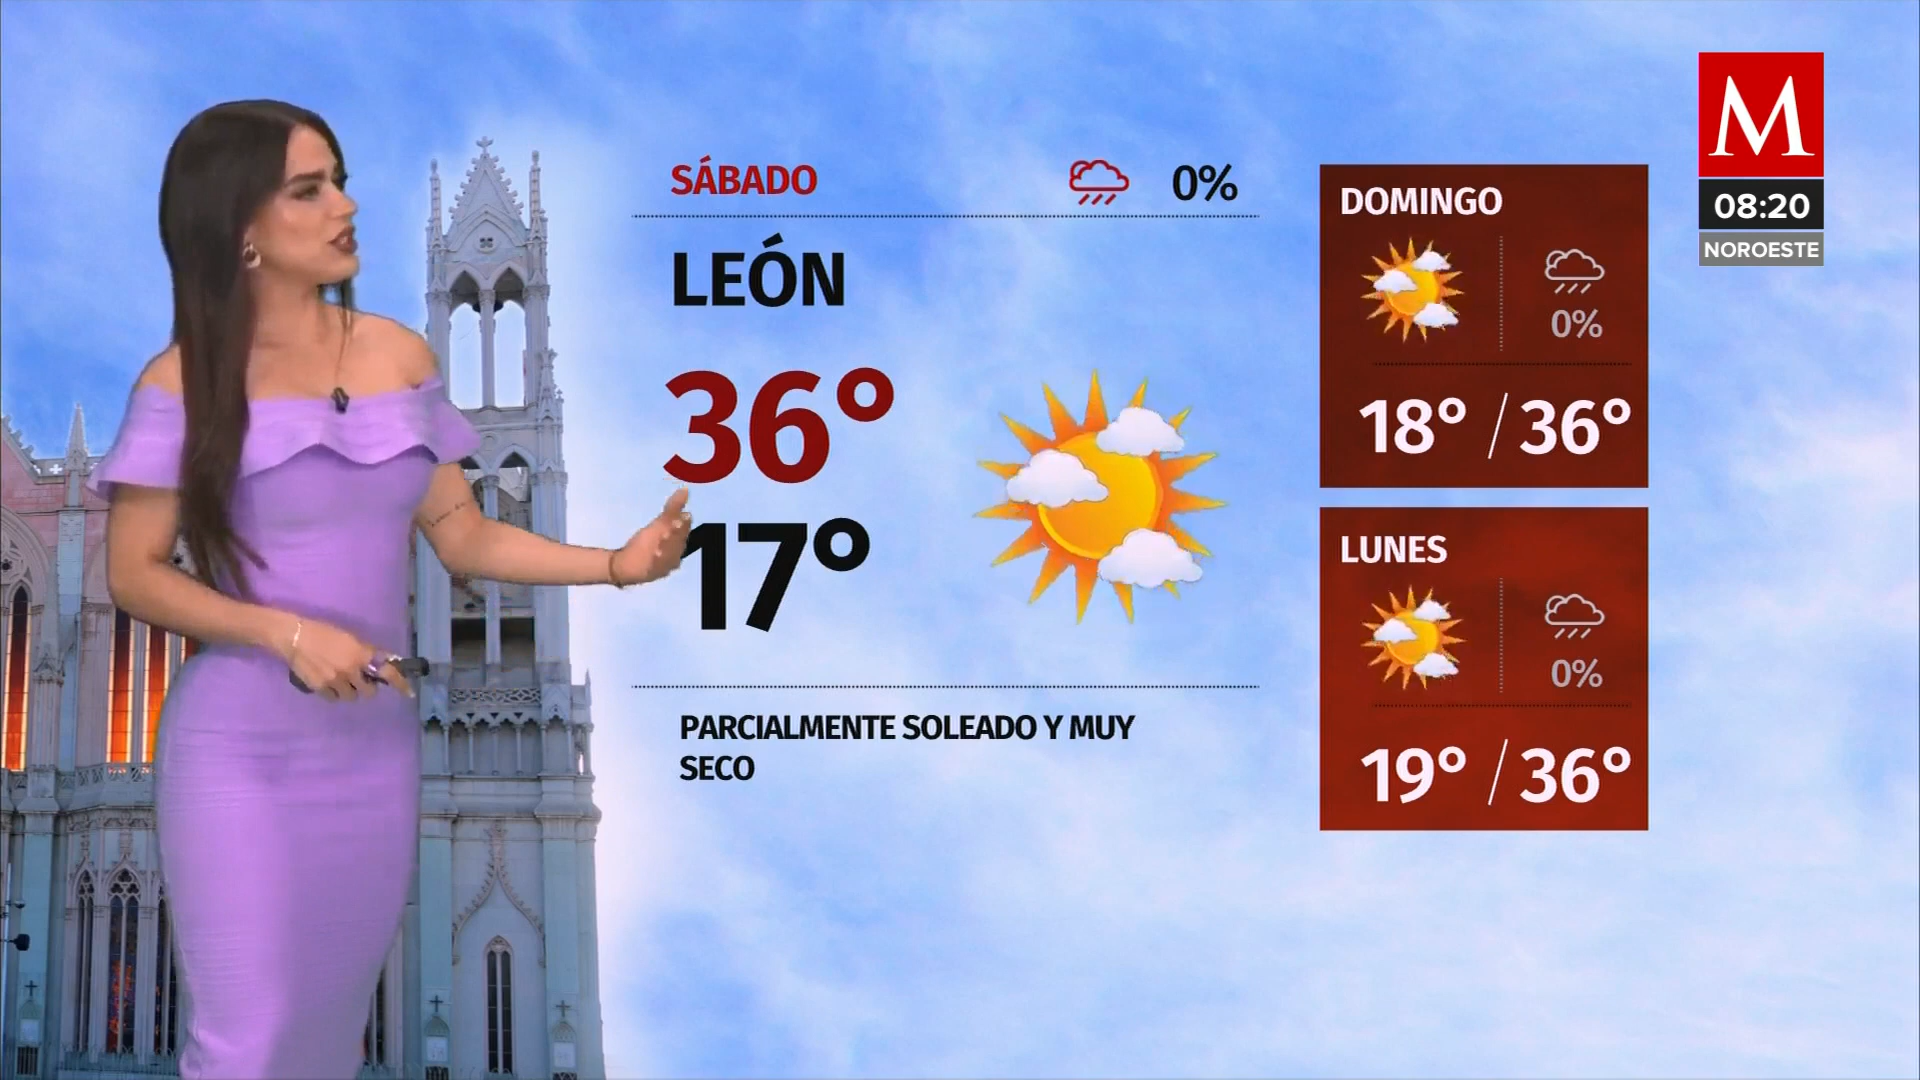 SÁBADO 0%
LEÓN
36°
17°
PARCIALMENTE SOLEADO Y MUY
SECO
DOMINGO
0%
18° / 36°
LUNES
0%
19° / 36°
M
08:20
NOROESTE